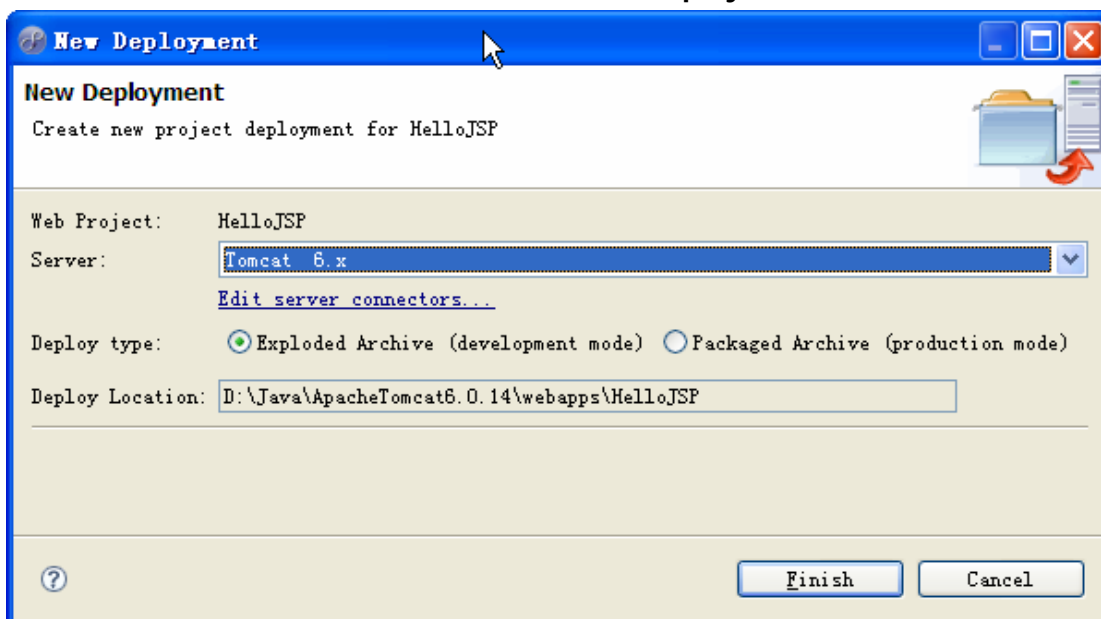 New Deployment
New Deployment
Create new project deployment for HelloJSP
Web Project: HelloJSP
Server: Tomcat 6.x
Edit server connectors...
Deploy type: Exploded Archive (development mode) Packaged Archive (production mode)
Deploy Location: D:\Java\ApacheTomcat6.0.14\webapps\HelloJSP
? Finish Cancel